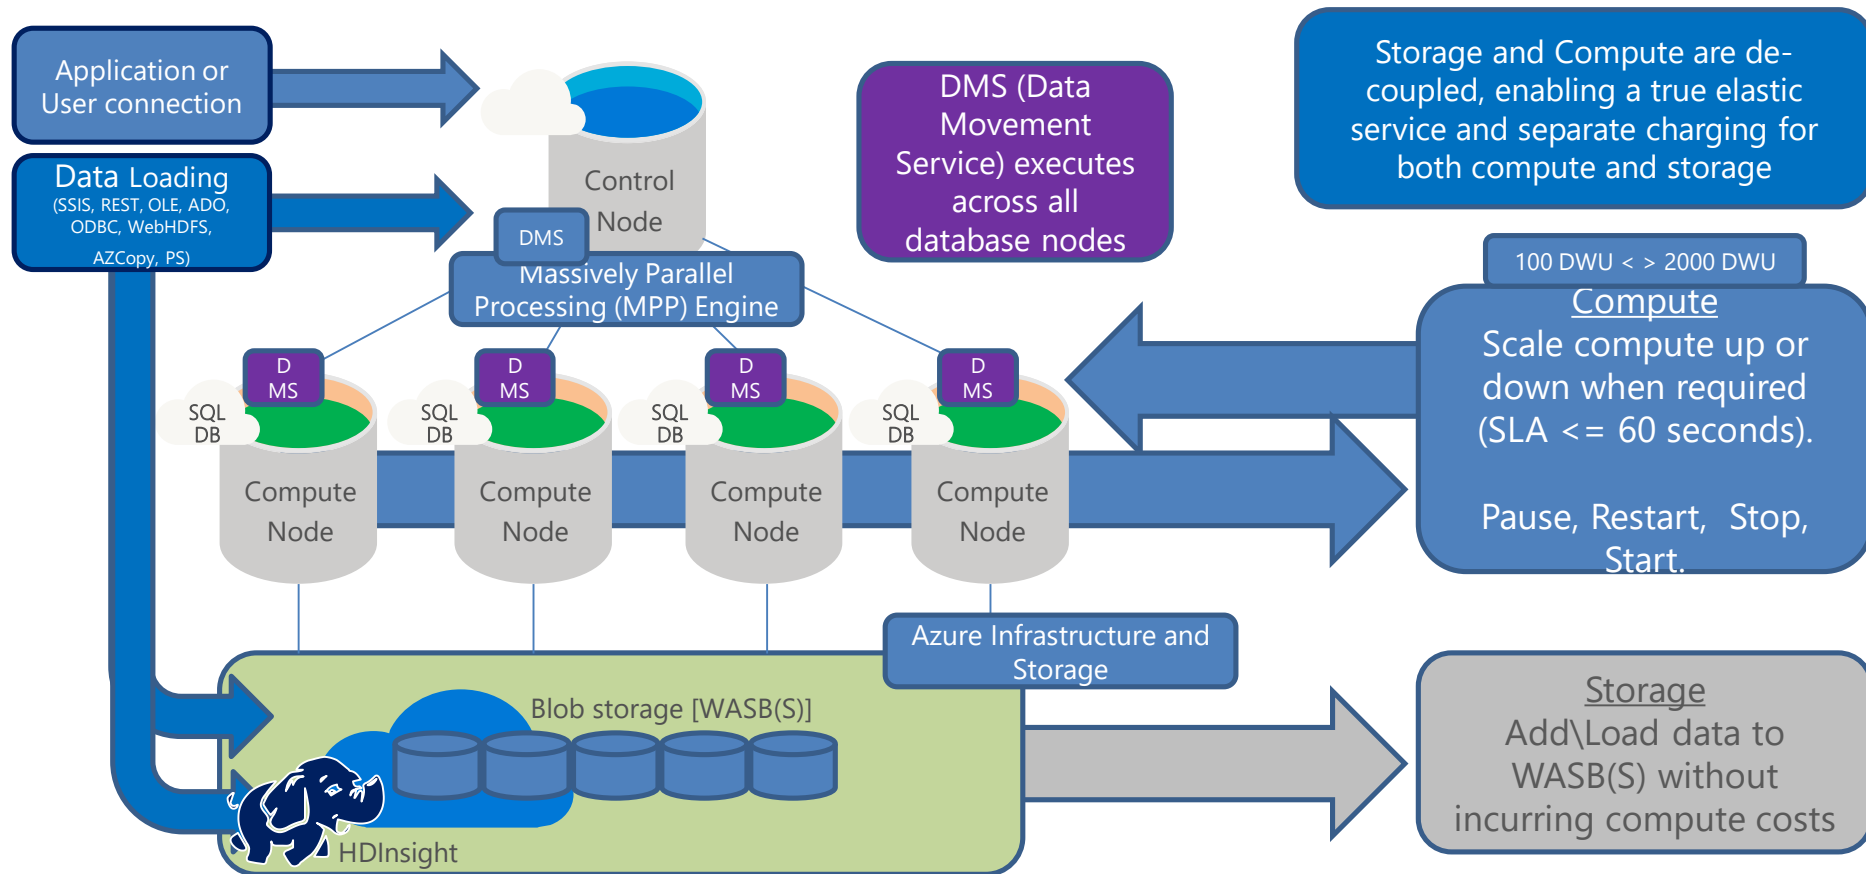 Application or
User connection
Data Loading
(SSIS, REST, OLE, ADO,
ODBC, WebHDFS,
AZCopy, PS)
Control
Node
DMS
Massively Parallel
Processing (MPP) Engine
DMS (Data
Movement
Service) executes
across all
database nodes
Storage and Compute are de-
coupled, enabling a true elastic
service and separate charging for
both compute and storage
100 DWU < > 2000 DWU
Compute
Scale compute up or
down when required
(SLA <= 60 seconds).
Pause, Restart,  Stop,
Start.
D
MS
SQL
DB
Compute
Node
D
MS
SQL
DB
Compute
Node
D
MS
SQL
DB
Compute
Node
D
MS
SQL
DB
Compute
Node
Azure Infrastructure and
Storage
Blob storage [WASB(S)]
HDInsight
Storage
Add\Load data to
WASB(S) without
incurring compute costs